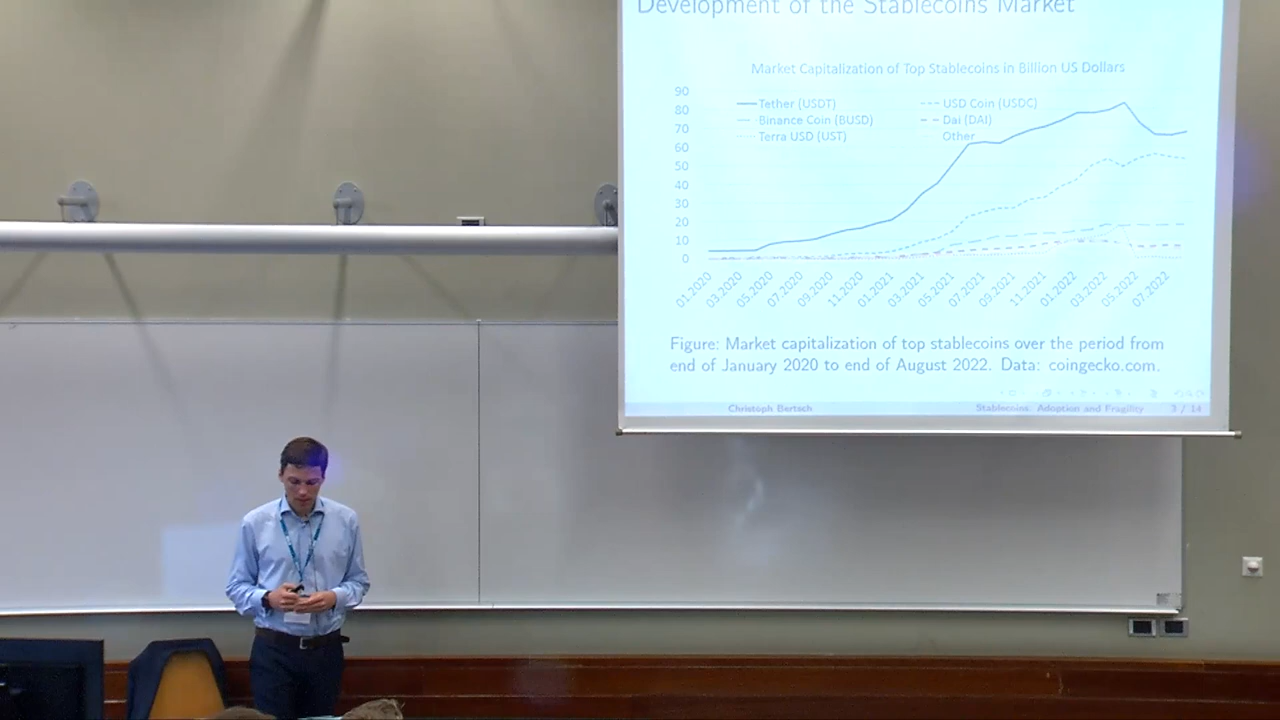 Development of the Stablecoins Market
Market Capitalization of Top Stablecoins in Billion US Dollars
90
80
70
60
50
40
30
20
10
0
Tether (USDT)
USD Coin (USDC)
Binance Coin (BUSD)
Dai (DAI)
Terra USD (UST)
Other
01.2020
03.2020
05.2020
07.2020
09.2020
11.2020
01.2021
03.2021
05.2021
07.2021
09.2021
11.2021
01.2022
03.2022
05.2022
07.2022
Figure: Market capitalization of top stablecoins over the period from
end of January 2020 to end of August 2022. Data: coingecko.com.
Christoph Bertsch
Stablecoins: Adoption and Fragility
3 / 14